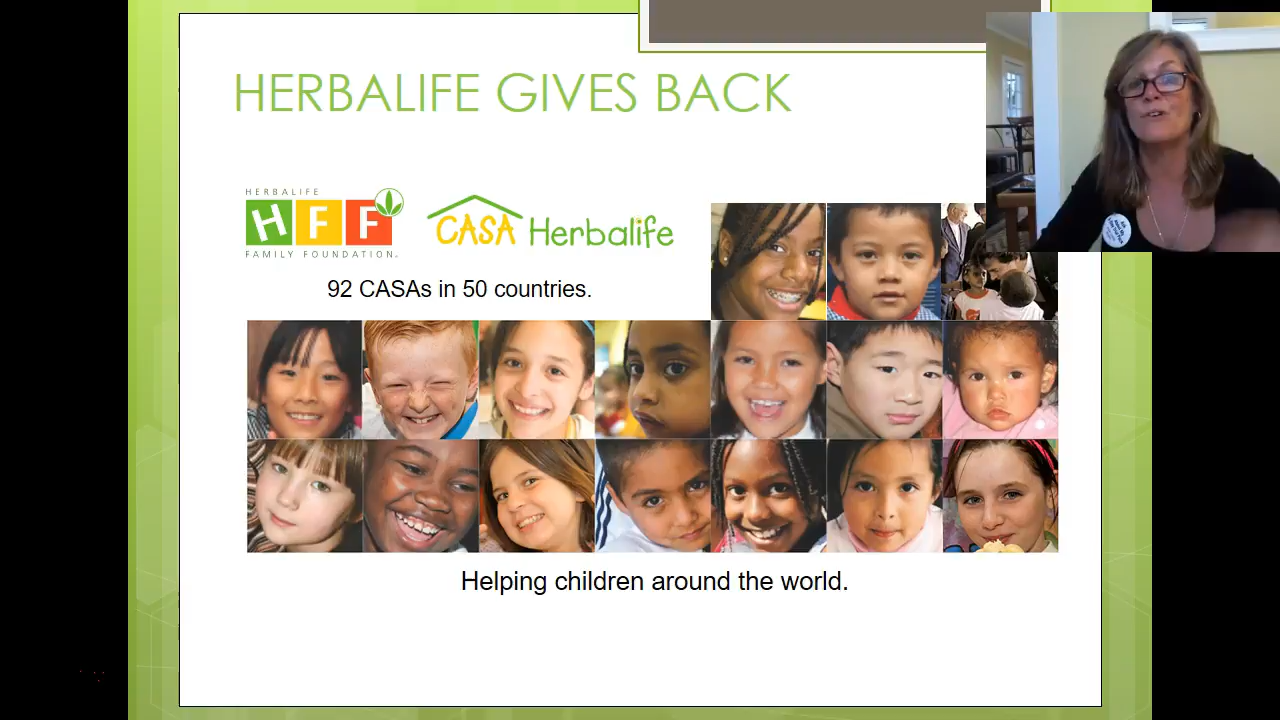 HERBALIFE GIVES BACK
HERBALIFE
HFF
FAMILY FOUNDATION.
CASA Herbalife
92 CASAs in 50 countries.
Helping children around the world.